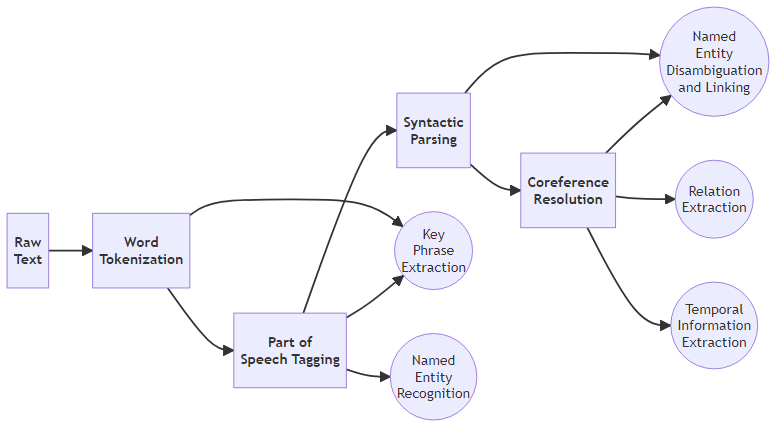 Raw
Text
Word
Tokenization
Part of
Speech Tagging
Syntactic
Parsing
Key
Phrase
Extraction
Named
Entity
Recognition
Coreference
Resolution
Named
Entity
Disambiguation
and Linking
Relation
Extraction
Temporal
Information
Extraction